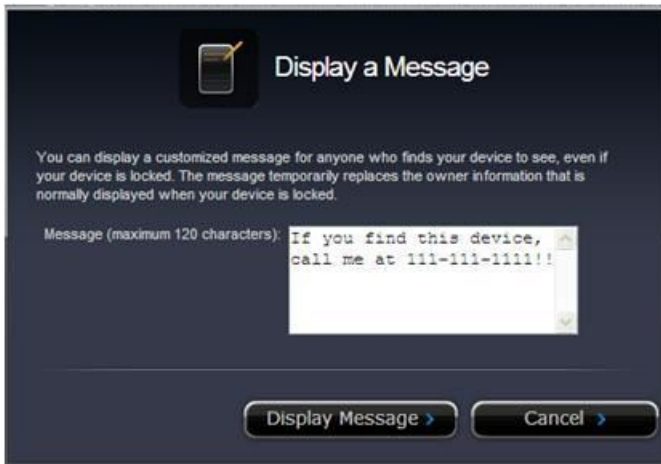 Display a Message
You can display a customized message for anyone who finds your device to see, even if
your device is locked. The message temporarily replaces the owner information that is
normally displayed when your device is locked.
Message (maximum 120 characters): If you find this device,
call me at 111-111-1111!!
Display Message >
Cancel >